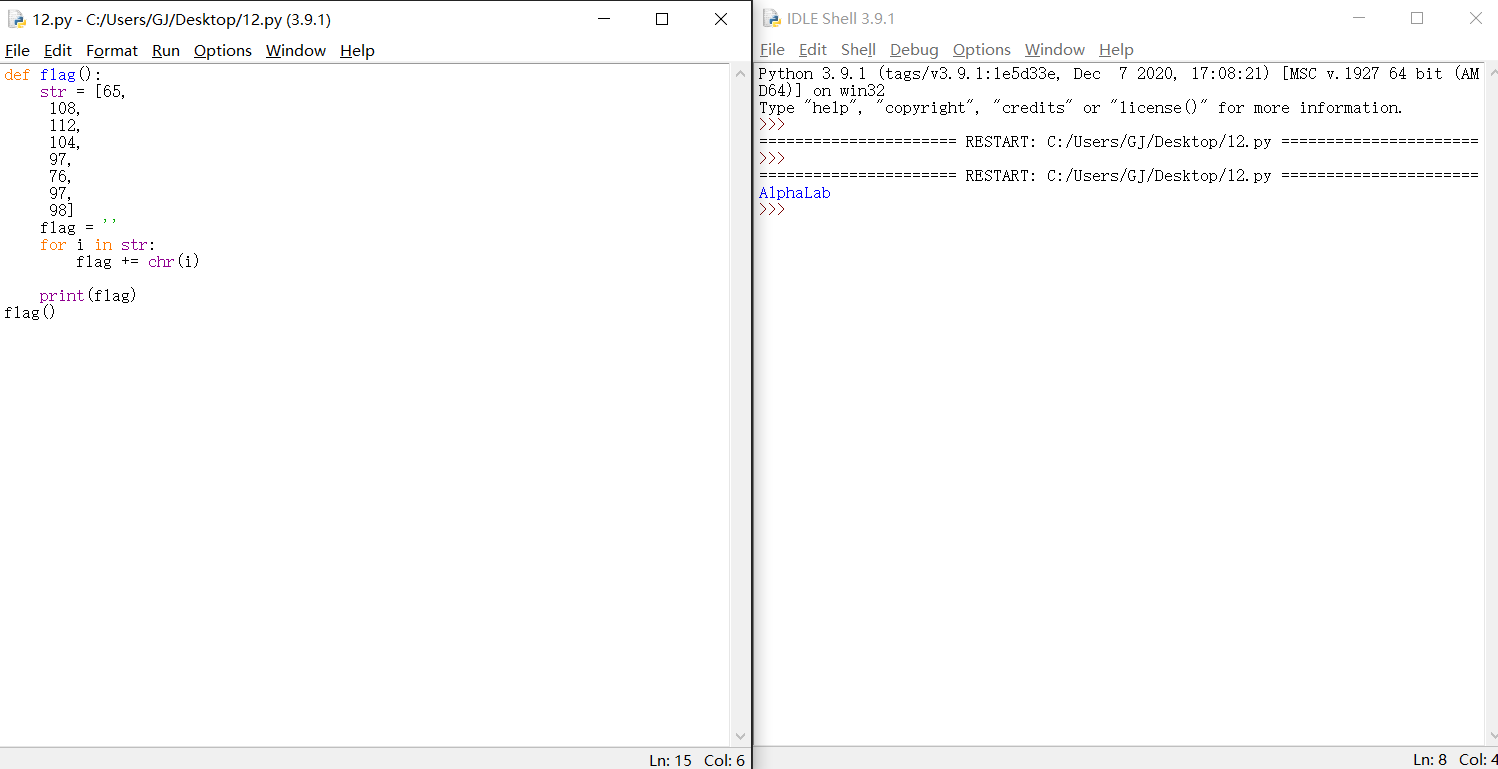 12.py - C:/Users/GJ/Desktop/12.py (3.9.1)
File Edit Format Run Options Window Help
def flag():
    str = [65,
     108,
     112,
     104,
     97,
     76,
     97,
     98]
    flag = ''
    for i in str:
        flag += chr(i)

    print(flag)
flag()
Ln: 15 Col: 6
IDLE Shell 3.9.1
File Edit Shell Debug Options Window Help
Python 3.9.1 (tags/v3.9.1:1e5d33e, Dec  7 2020, 17:08:21) [MSC v.1927 64 bit (AM
D64)] on win32
Type "help", "copyright", "credits" or "license()" for more information.
>>>
====================== RESTART: C:/Users/GJ/Desktop/12.py ======================
>>>
====================== RESTART: C:/Users/GJ/Desktop/12.py ======================
AlphaLab
>>>
Ln: 8 Col: 4